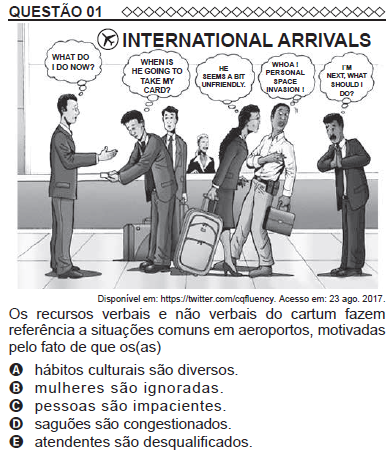 QUESTÃO 01
INTERNATIONAL ARRIVALS
WHAT DO
I DO NOW?
WHEN IS
HE GOING TO
TAKE MY
CARD?
HE
SEEMS A BIT
UNFRIENDLY.
WHOA !
PERSONAL
SPACE
INVASION !
I'M
NEXT, WHAT
SHOULD I
DO?
Disponível em: https://twitter.com/cqfluency. Acesso em: 23 ago. 2017.
Os recursos verbais e não verbais do cartum fazem
referência a situações comuns em aeroportos, motivadas
pelo fato de que os(as)
A hábitos culturais são diversos.
B mulheres são ignoradas.
C pessoas são impacientes.
D saguões são congestionados.
E atendentes são desqualificados.